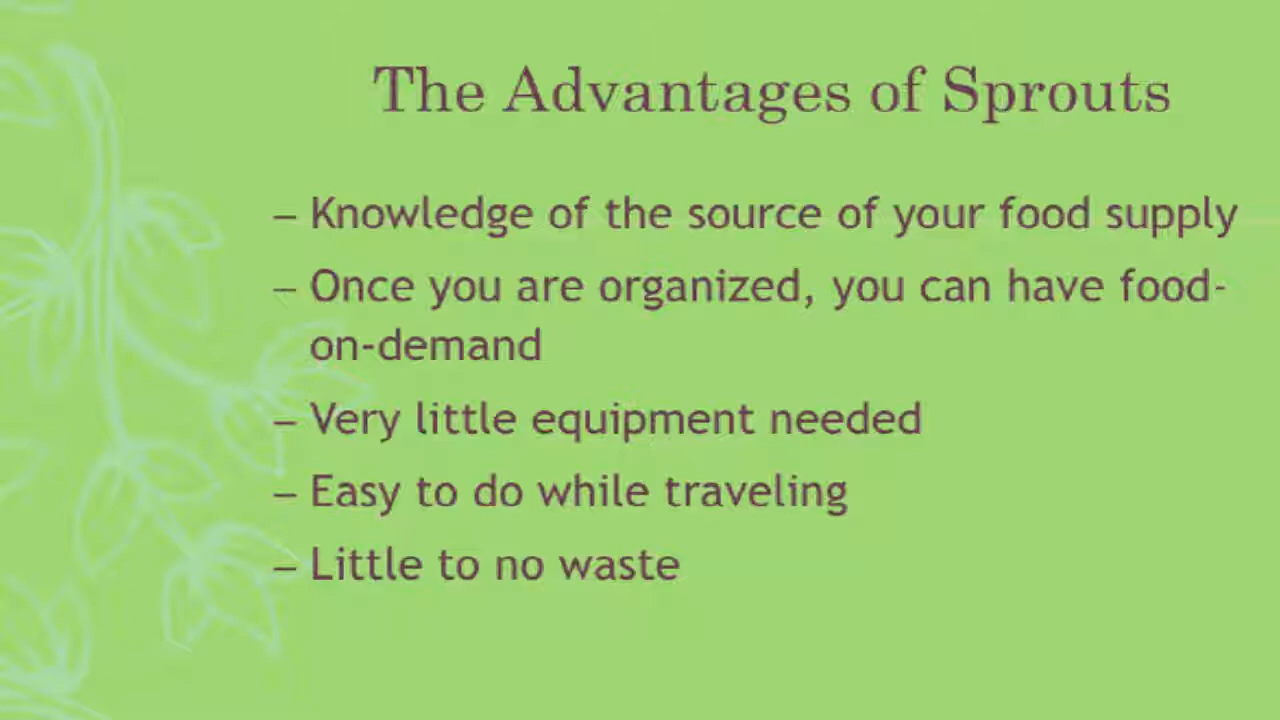 The Advantages of Sprouts
– Knowledge of the source of your food supply
– Once you are organized, you can have food-
on-demand
– Very little equipment needed
– Easy to do while traveling
– Little to no waste